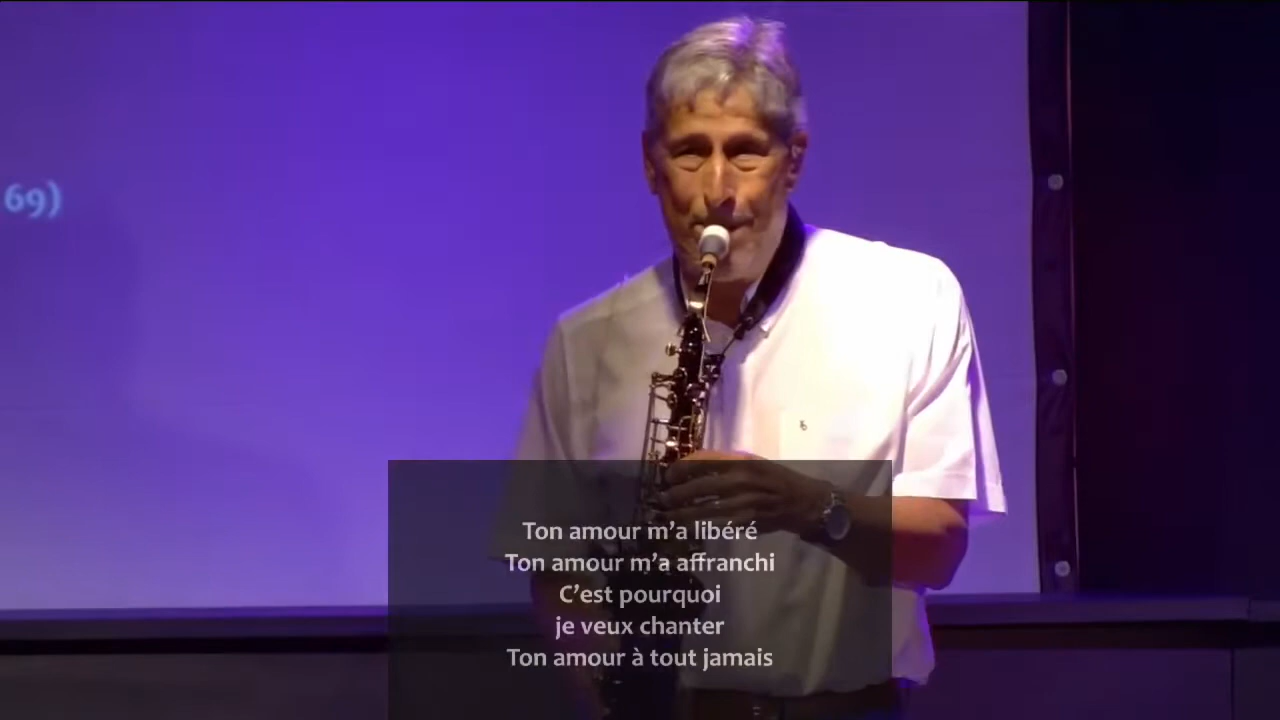 69)
Ton amour m’a libéré
Ton amour m’a affranchi
C’est pourquoi
je veux chanter
Ton amour à tout jamais